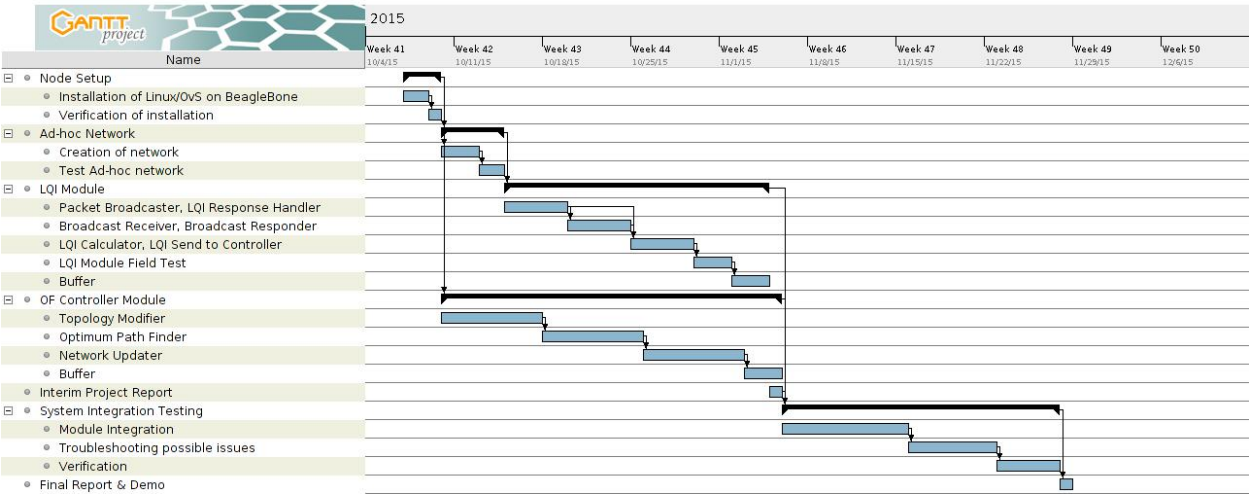 GANTT
project
2015
Name
Week 41 Week 42 Week 43 Week 44 Week 45 Week 46 Week 47 Week 48 Week 49 Week 50
10/4/15 10/11/15 10/18/15 10/25/15 11/1/15 11/8/15 11/15/15 11/22/15 11/29/15 12/6/15
Node Setup
Installation of Linux/OvS on BeagleBone
Verification of installation
Ad-hoc Network
Creation of network
Test Ad-hoc network
LQI Module
Packet Broadcaster, LQI Response Handler
Broadcast Receiver, Broadcast Responder
LQI Calculator, LQI Send to Controller
LQI Module Field Test
Buffer
OF Controller Module
Topology Modifier
Optimum Path Finder
Network Updater
Buffer
Interim Project Report
System Integration Testing
Module Integration
Troubleshooting possible issues
Verification
Final Report & Demo